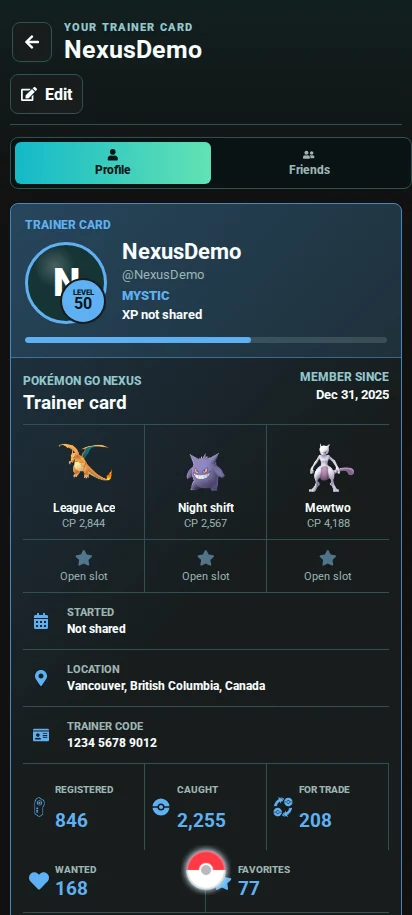 YOUR TRAINER CARD
NexusDemo
Edit
Profile
Friends
TRAINER CARD
N
LEVEL
50
NexusDemo
@NexusDemo
MYSTIC
XP not shared
POKÉMON GO NEXUS
Trainer card
MEMBER SINCE
Dec 31, 2025
League Ace
CP 2,844
Night shift
CP 2,567
Mewtwo
CP 4,188
Open slot
Open slot
Open slot
STARTED
Not shared
LOCATION
Vancouver, British Columbia, Canada
TRAINER CODE
1234 5678 9012
REGISTERED
846
CAUGHT
2,255
FOR TRADE
208
WANTED
168
FAVORITES
77